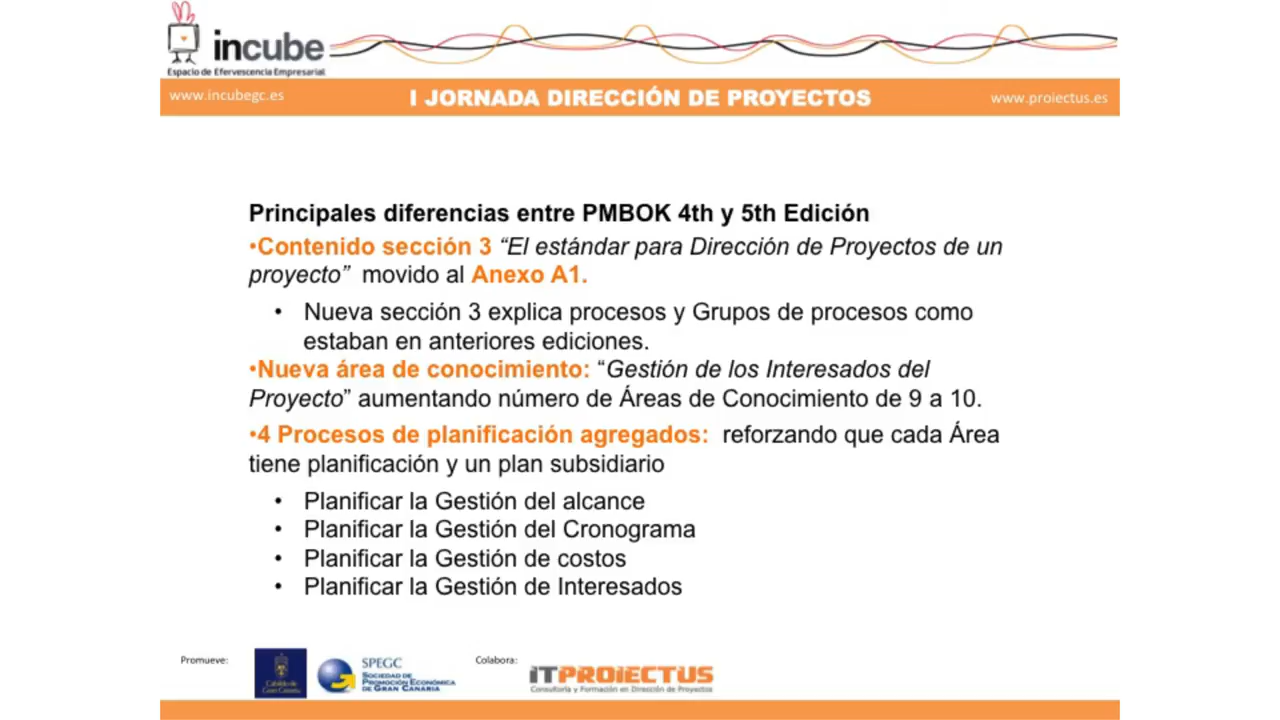 incube
Espacio de Efervescencia Empresarial
www.incubegc.es
I JORNADA DIRECCIÓN DE PROYECTOS
www.proiectus.es
Principales diferencias entre PMBOK 4th y 5th Edición
•Contenido sección 3 “El estándar para Dirección de Proyectos de un
proyecto” movido al Anexo A1.
• Nueva sección 3 explica procesos y Grupos de procesos como
estaban en anteriores ediciones.
•Nueva área de conocimiento: “Gestión de los Interesados del
Proyecto” aumentando número de Áreas de Conocimiento de 9 a 10.
•4 Procesos de planificación agregados: reforzando que cada Área
tiene planificación y un plan subsidiario
• Planificar la Gestión del alcance
• Planificar la Gestión del Cronograma
• Planificar la Gestión de costos
• Planificar la Gestión de Interesados
Promueve:
Cabildo de
Gran Canaria
SPEGC
Sociedad de
Promoción Económica
de Gran Canaria
Colabora:
ITPROIECTUS
Consultoría y Formación en Dirección de Proyectos